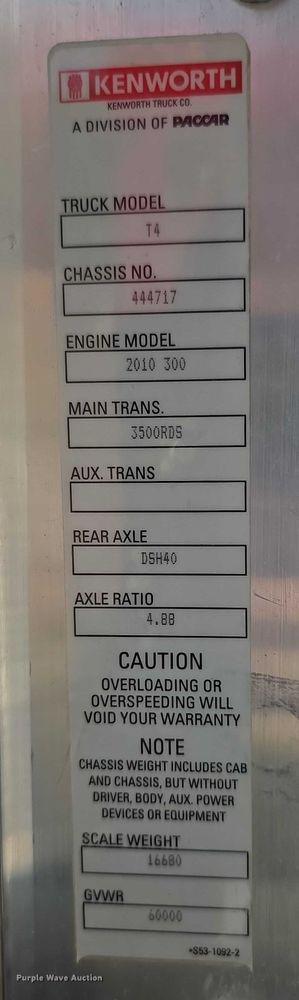 KENWORTH
KENWORTH TRUCK CO.
A DIVISION OF PACCAR
TRUCK MODEL
T4
CHASSIS NO.
444717
ENGINE MODEL
2010 300
MAIN TRANS.
3500RDS
AUX. TRANS
REAR AXLE
DSH40
AXLE RATIO
4.88
CAUTION
OVERLOADING OR
OVERSPEEDING WILL
VOID YOUR WARRANTY
NOTE
CHASSIS WEIGHT INCLUDES CAB
AND CHASSIS, BUT WITHOUT
DRIVER, BODY, AUX. POWER
DEVICES OR EQUIPMENT
SCALE WEIGHT
16680
GVWR
60000
*S53-1092-2
Purple Wave Auction